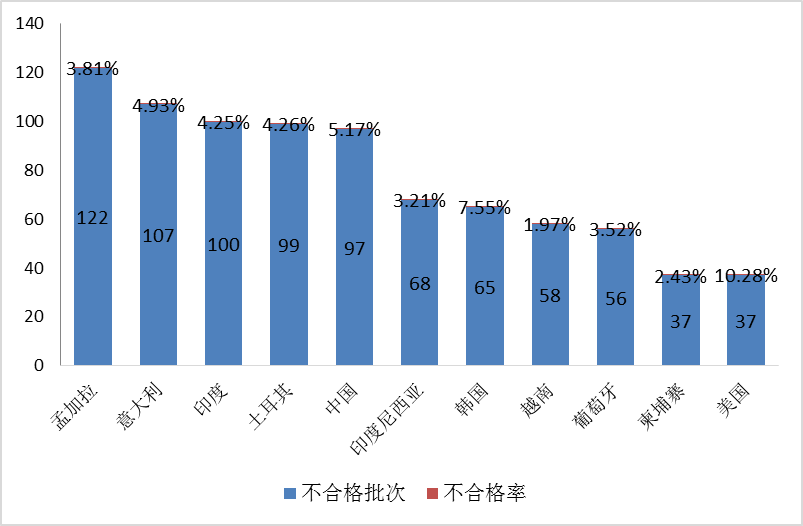 140
120
100
80
60
40
20
0
3.81%
4.93%
4.25%
4.26%
5.17%
3.21%
7.55%
1.97%
3.52%
2.43%
10.28%
122
107
100
99
97
68
65
58
56
37
37
孟加拉
意大利
印度
土耳其
中国
印度尼西亚
韩国
越南
葡萄牙
柬埔寨
美国
不合格批次
不合格率